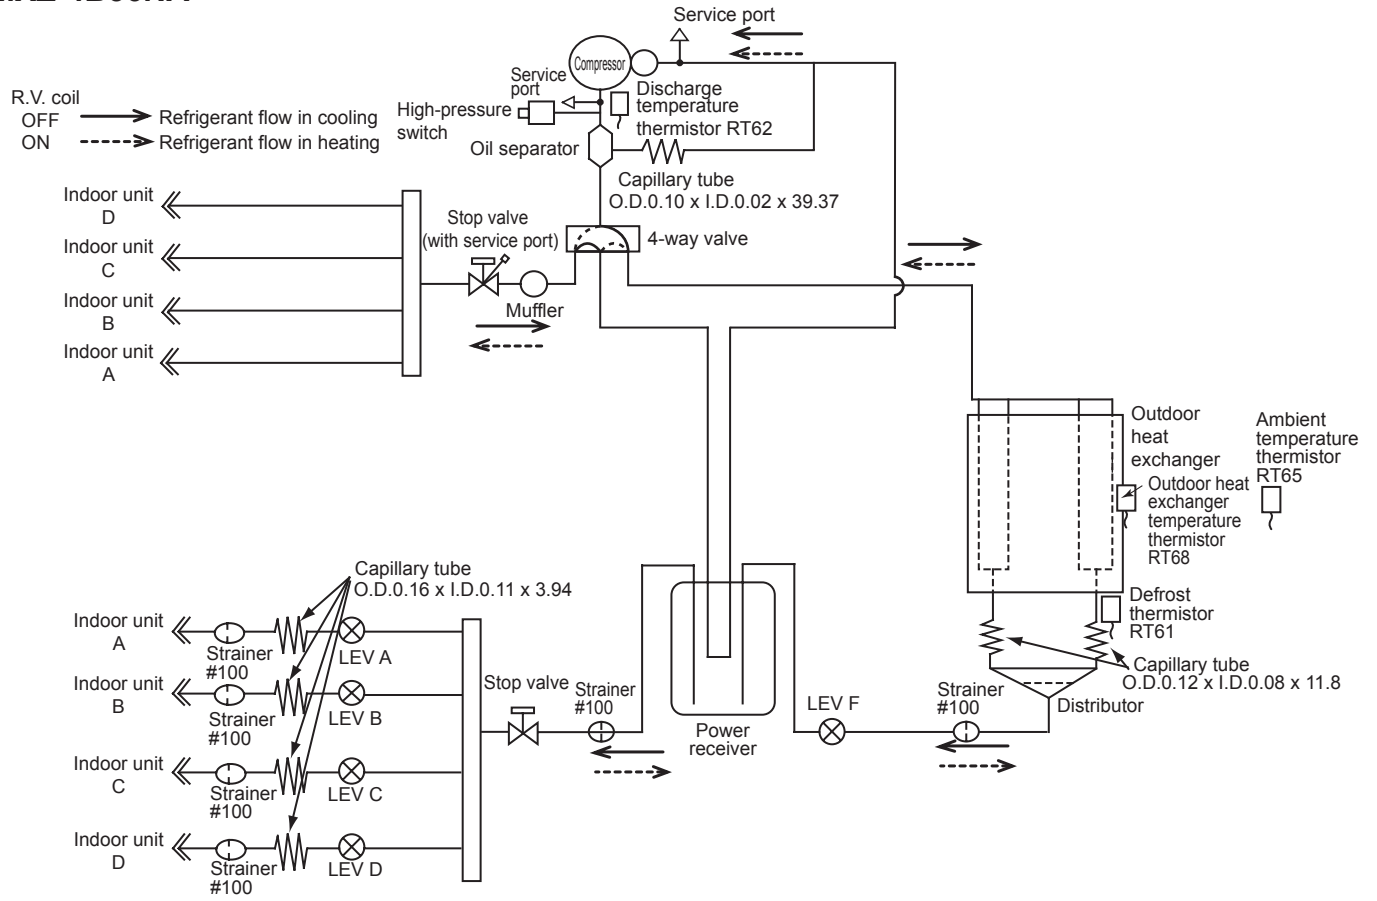 Service port
Compressor
Service
port
High-pressure
switch
Discharge
temperature
thermistor RT62
R.V. coil
OFF
Refrigerant flow in cooling
ON
Refrigerant flow in heating
Oil separator
Capillary tube
O.D.0.10 x I.D.0.02 x 39.37
Indoor unit
D
Indoor unit
C
Indoor unit
B
Indoor unit
A
Stop valve
(with service port)
4-way valve
Muffler
Outdoor
heat
exchanger
Ambient
temperature
thermistor
RT65
Outdoor heat
exchanger
temperature
thermistor
RT68
Defrost
thermistor
RT61
Capillary tube
O.D.0.12 x I.D.0.08 x 11.8
Distributor
Capillary tube
O.D.0.16 x I.D.0.11 x 3.94
Indoor unit
A
Strainer
#100
LEV A
Indoor unit
B
Strainer
#100
LEV B
Indoor unit
C
Strainer
#100
LEV C
Indoor unit
D
Strainer
#100
LEV D
Stop valve
Strainer
#100
Power
receiver
LEV F
Strainer
#100